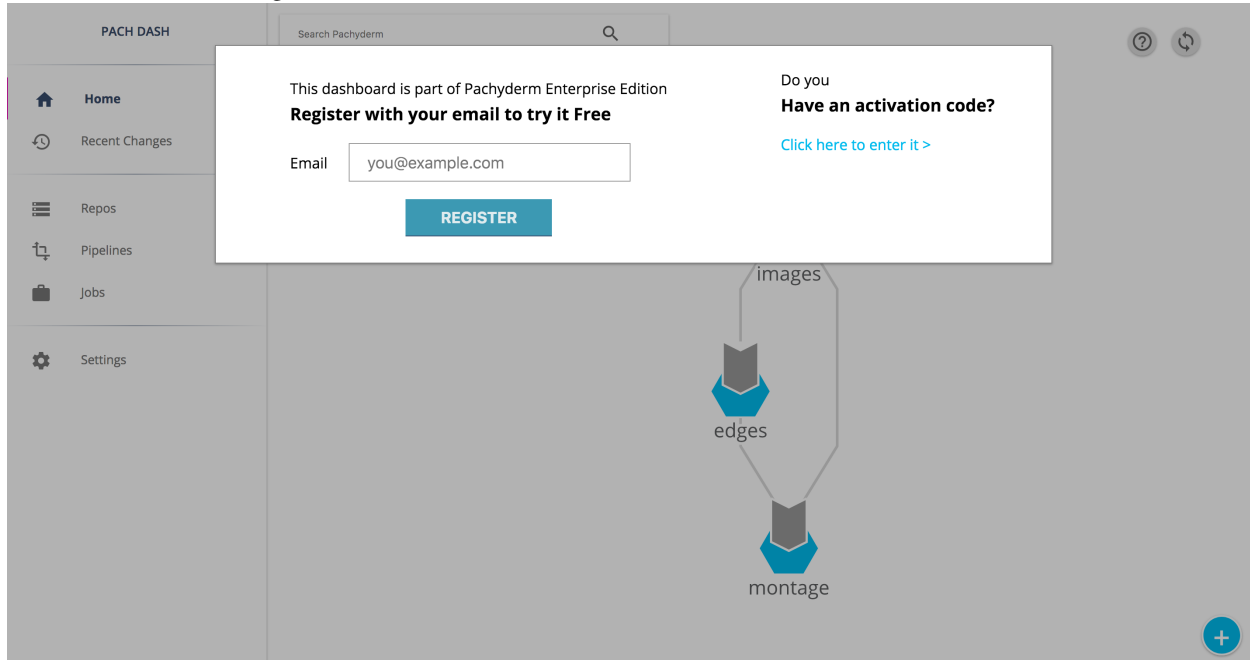 PACH DASH
Search Pachyderm
Home
Recent Changes
Repos
Pipelines
Jobs
Settings
This dashboard is part of Pachyderm Enterprise Edition
Register with your email to try it Free
Email
you@example.com
REGISTER
Do you
Have an activation code?
Click here to enter it >
images
edges
montage